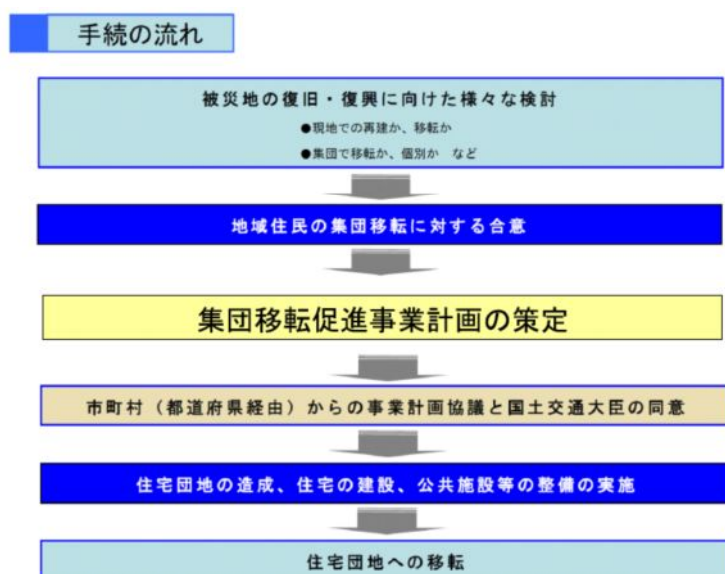 手続の流れ
被災地の復旧・復興に向けた様々な検討
●現地での再建か、移転か
●集団で移転か、個別か　など
地域住民の集団移転に対する合意
集団移転促進事業計画の策定
市町村（都道府県経由）からの事業計画協議と国土交通大臣の同意
住宅団地の造成、住宅の建設、公共施設等の整備の実施
住宅団地への移転